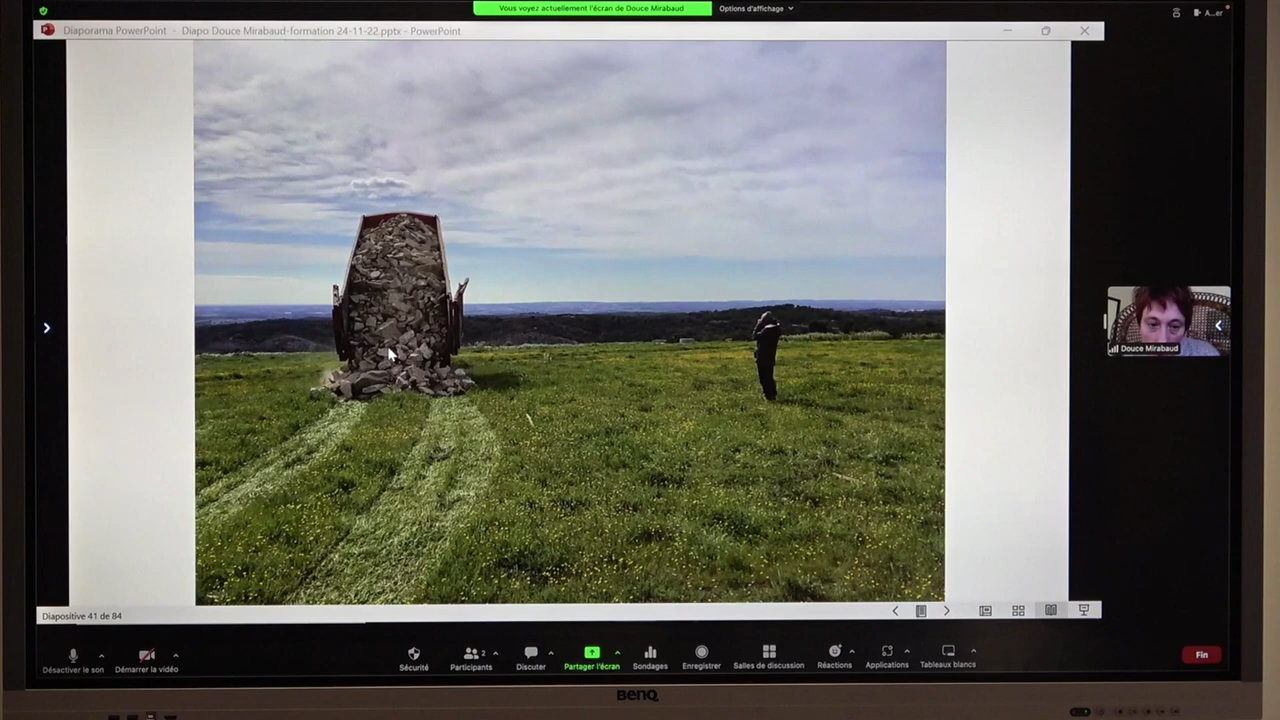 Vous voyez actuellement l'écran de Douce Mirabaud
Options d'affichage
Diaporama PowerPoint - Diapo Douce Mirabaud-formation 24-11-22.pptx - PowerPoint
A...er
Douce Mirabaud
Diapositive 41 de 84
Désactiver le son
Démarrer la vidéo
Sécurité
Participants
2
Discuter
Partager l'écran
Sondages
Enregistrer
Salles de discussion
Réactions
Applications
Tableaux blancs
Fin
BenQ